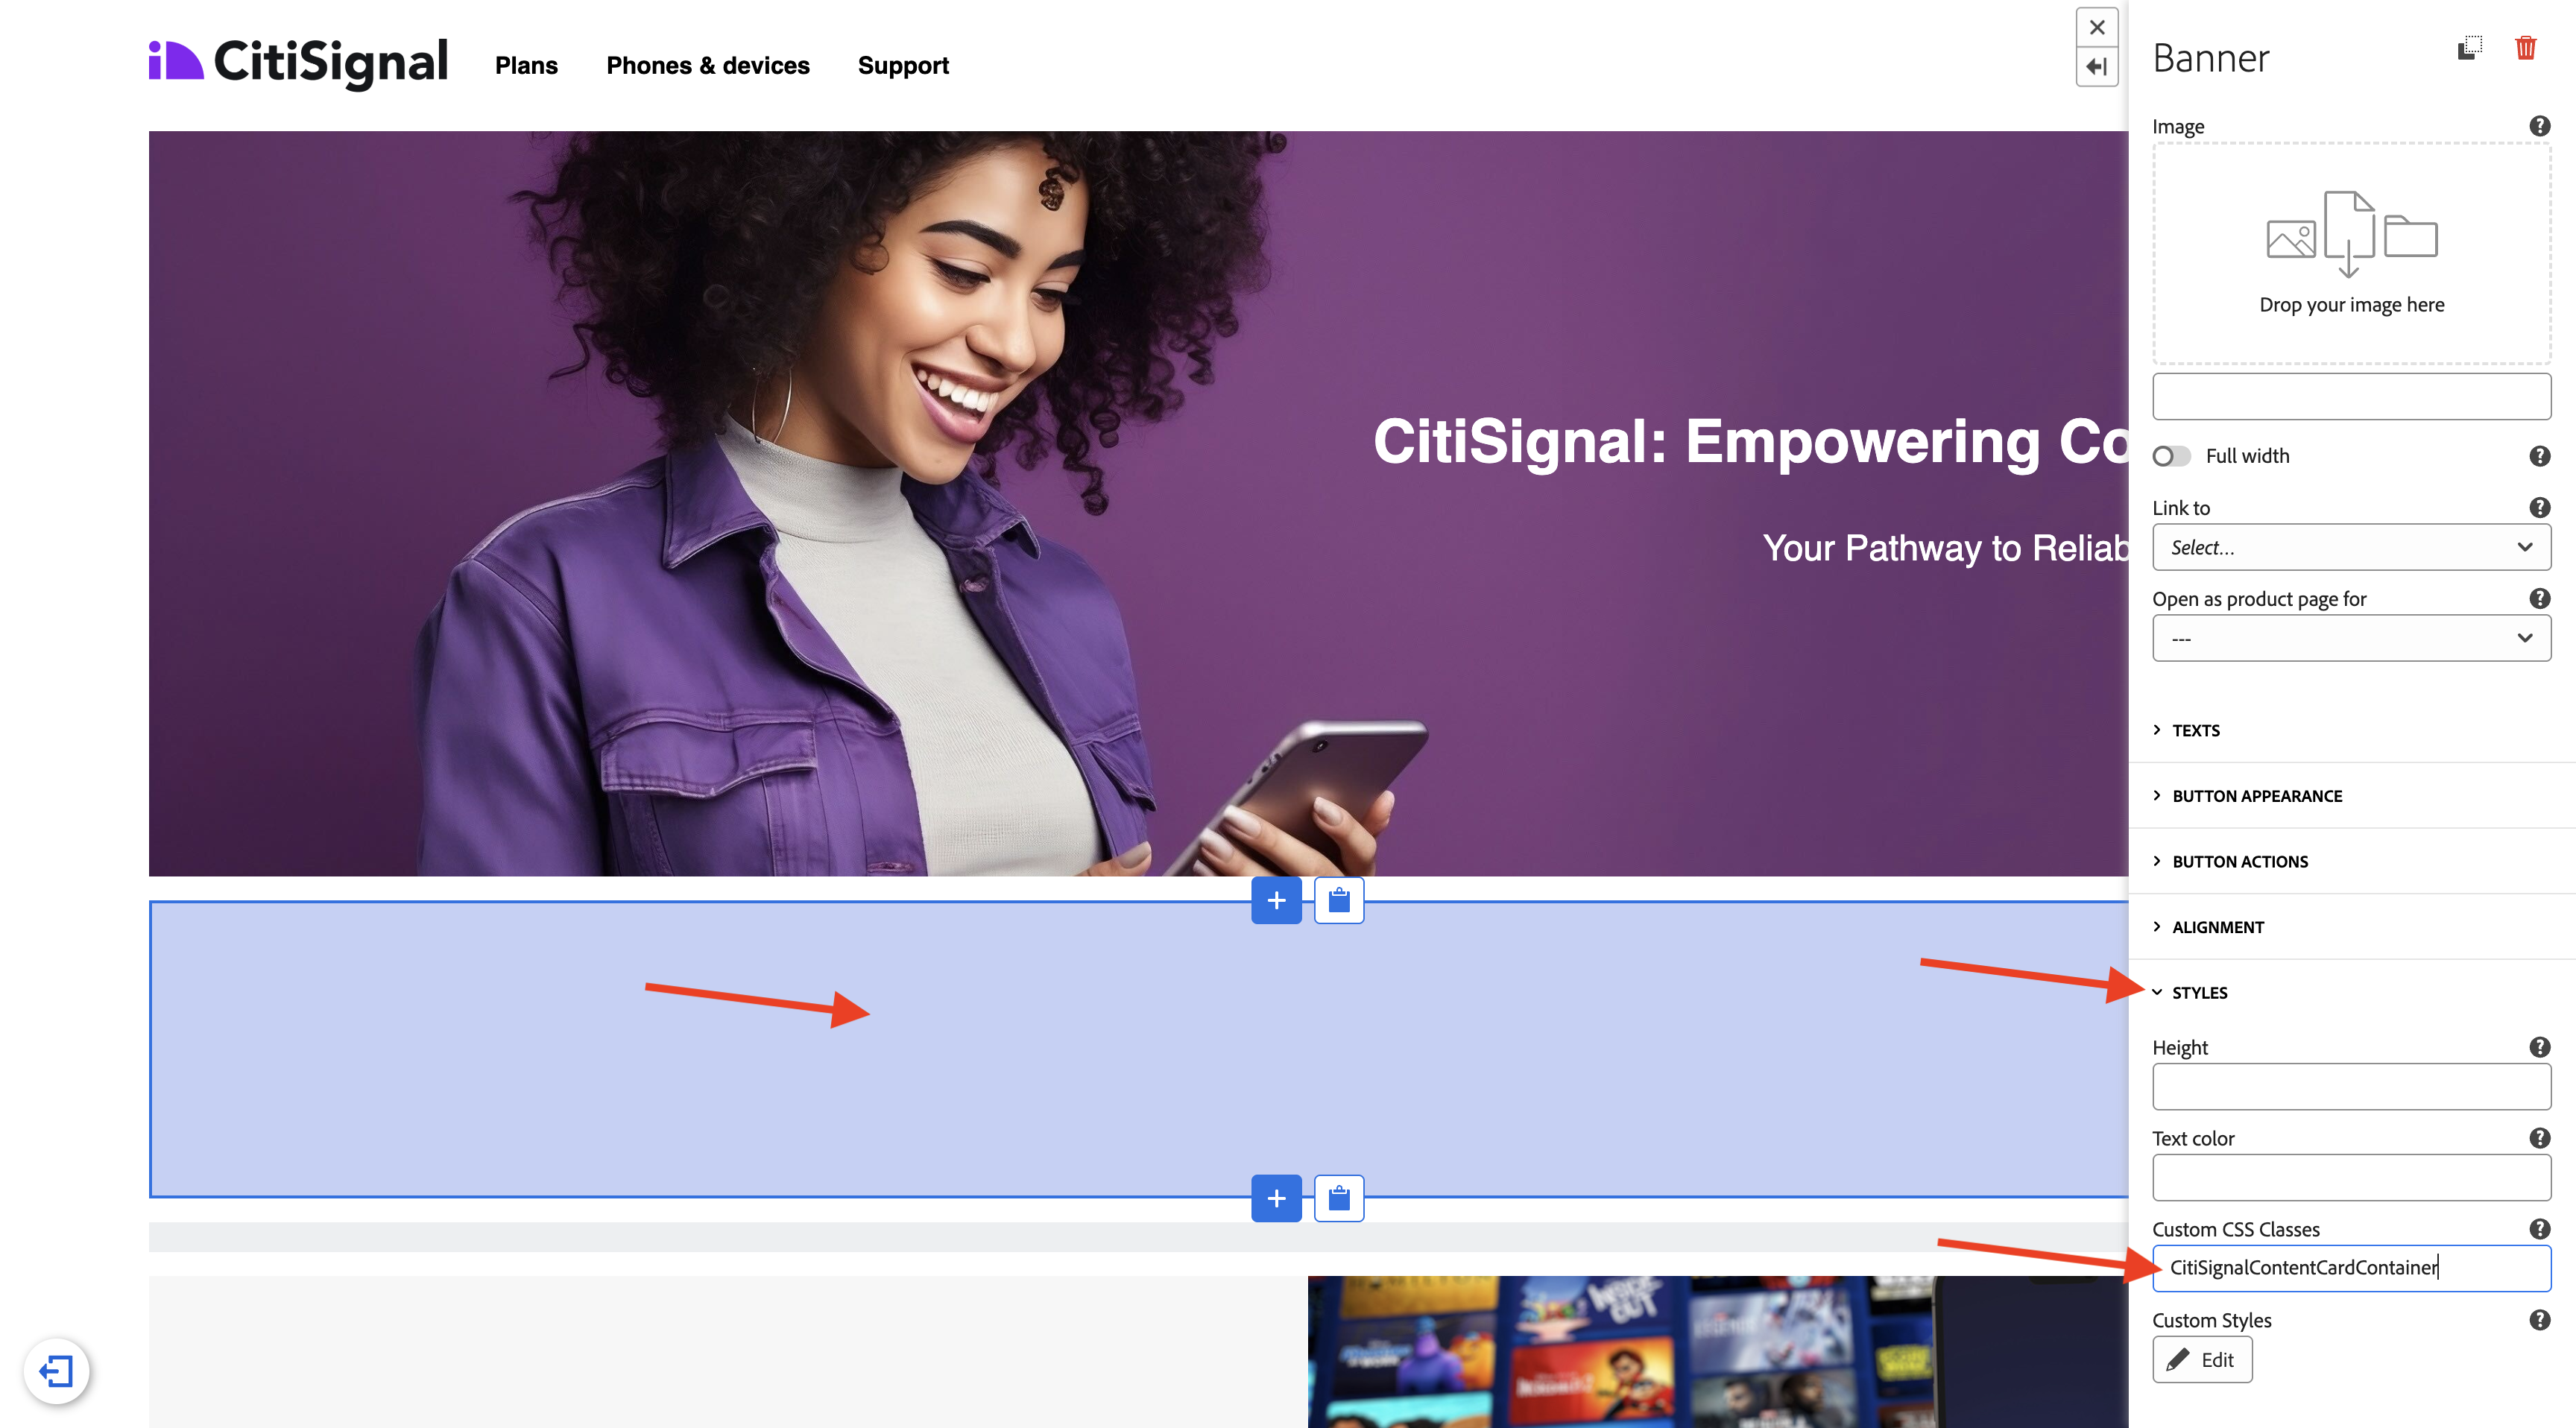 CitiSignal Plans Phones & devices Support
CitiSignal: Empowering Co
Your Pathway to Reliab
Banner
Image
Drop your image here
Full width
Link to
Select...
Open as product page for
---
TEXTS
BUTTON APPEARANCE
BUTTON ACTIONS
ALIGNMENT
STYLES
Height
Text color
Custom CSS Classes
CitiSignalContentCardContainer
Custom Styles
Edit
INSIDE OUT